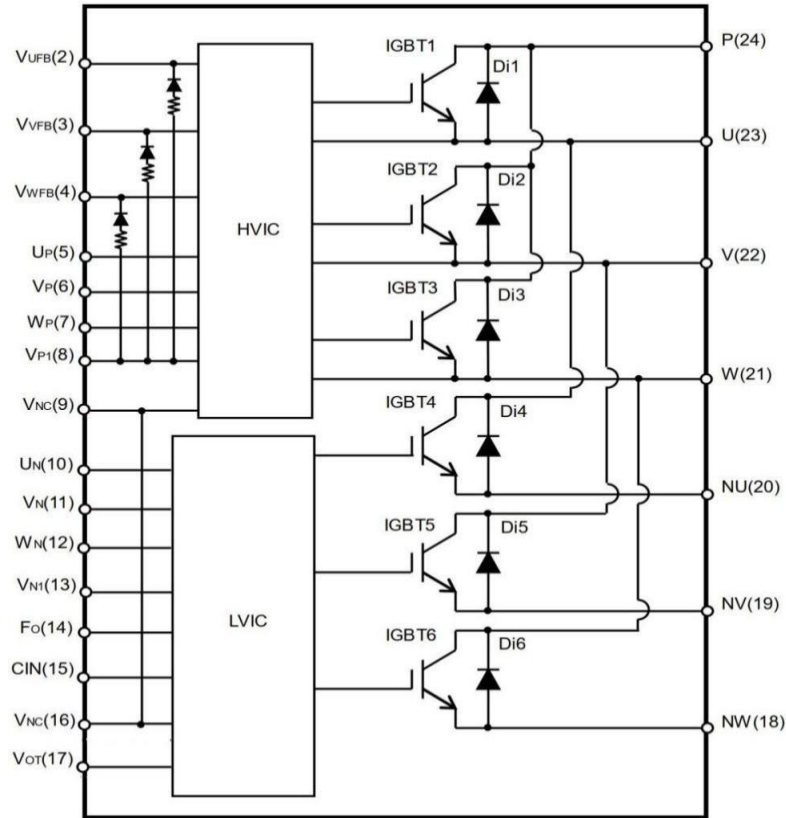 VUFB(2)
VVFB(3)
VWFB(4)
UP(5)
VP(6)
WP(7)
VP1(8)
VNC(9)
UN(10)
VN(11)
WN(12)
VN1(13)
FO(14)
CIN(15)
VNC(16)
VOT(17)
HVIC
LVIC
IGBT1
Di1
IGBT2
Di2
IGBT3
Di3
IGBT4
Di4
IGBT5
Di5
IGBT6
Di6
P(24)
U(23)
V(22)
W(21)
NU(20)
NV(19)
NW(18)